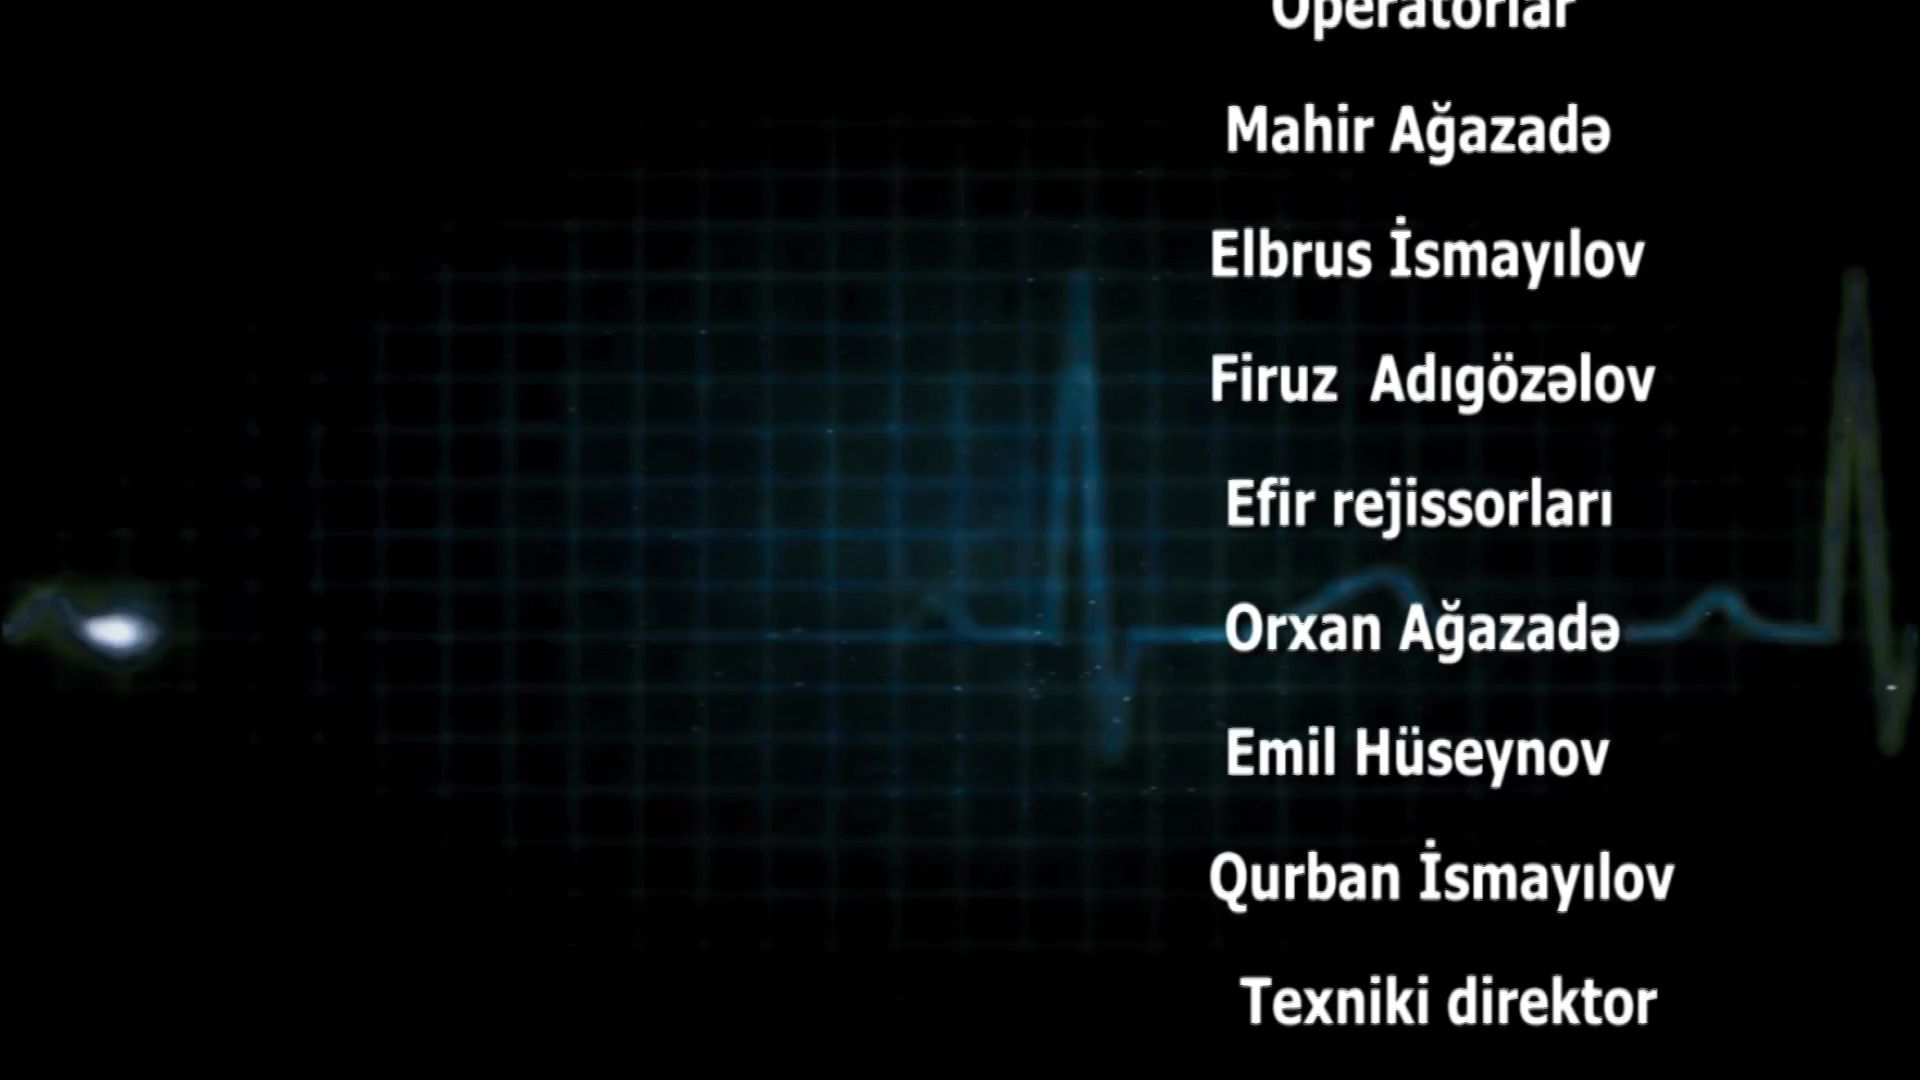 Operatorlar
Mahir Ağazadə
Elbrus İsmayılov
Firuz  Adıgözəlov
Efir rejissorları
Orxan Ağazadə
Emil Hüseynov
Qurban İsmayılov
Texniki direktor